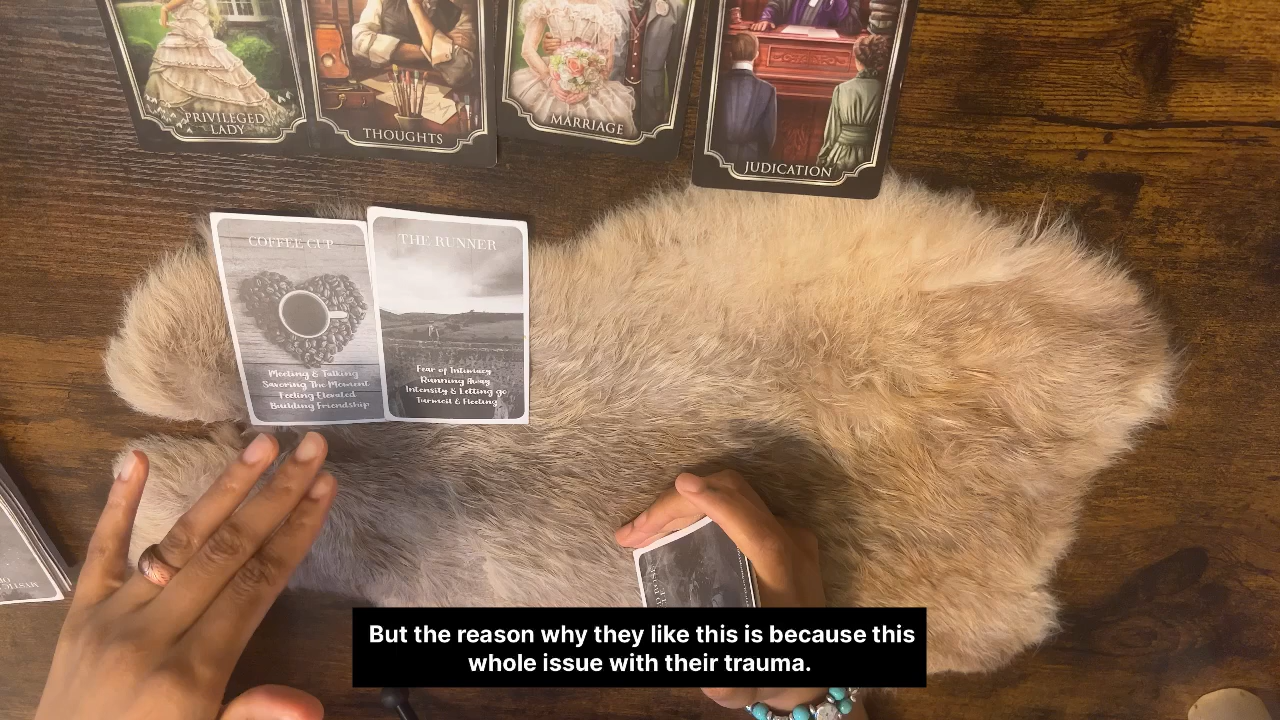 PRIVILEGED
LADY
THOUGHTS
MARRIAGE
JUDICATION
COFFEE CUP
Meeting & Talking
Savoring The Moment
Feeling Elevated
Building Friendship
THE RUNNER
Fear of Intimacy
Running Away
Intensity & Letting go
Turmoil & Fleeting
But the reason why they like this is because this
whole issue with their trauma.